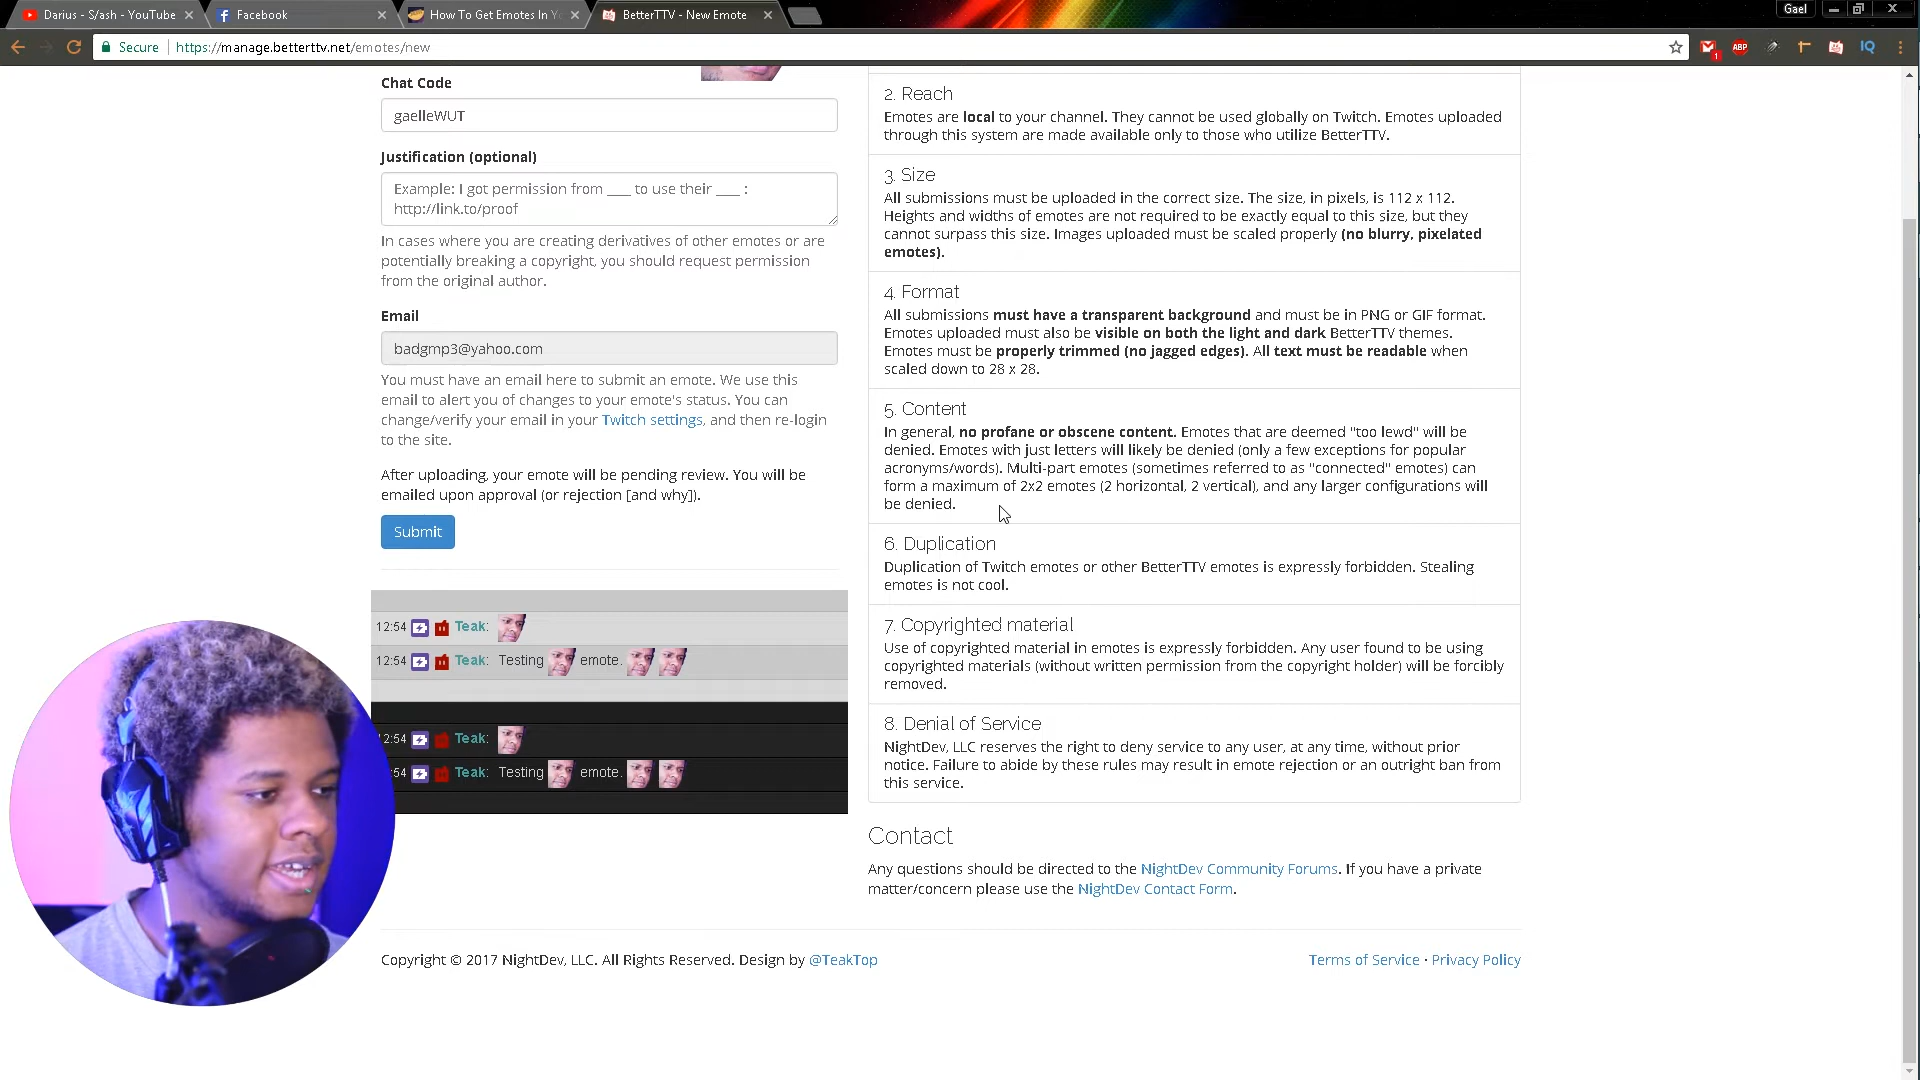 Darius - S/ash - YouTube
Facebook
How To Get Emotes In Y
BetterTTV - New Emote
Gael
Secure
https://manage.betterttv.net/emotes/new
1
ABP
IQ
Chat Code
gaelleWUT
Justification (optional)
Example: I got permission from ____ to use their ____ :
http://link.to/proof
In cases where you are creating derivatives of other emotes or are
potentially breaking a copyright, you should request permission
from the original author.
Email
badgmp3@yahoo.com
You must have an email here to submit an emote. We use this
email to alert you of changes to your emote's status. You can
change/verify your email in your Twitch settings, and then re-login
to the site.
After uploading, your emote will be pending review. You will be
emailed upon approval (or rejection [and why]).
Submit
12:54 Teak:
12:54 Teak: Testing emote.
2:54 Teak:
54 Teak: Testing emote.
2. Reach
Emotes are local to your channel. They cannot be used globally on Twitch. Emotes uploaded
through this system are made available only to those who utilize BetterTTV.
3. Size
All submissions must be uploaded in the correct size. The size, in pixels, is 112 x 112.
Heights and widths of emotes are not required to be exactly equal to this size, but they
cannot surpass this size. Images uploaded must be scaled properly (no blurry, pixelated
emotes).
4. Format
All submissions must have a transparent background and must be in PNG or GIF format.
Emotes uploaded must also be visible on both the light and dark BetterTTV themes.
Emotes must be properly trimmed (no jagged edges). All text must be readable when
scaled down to 28 x 28.
5. Content
In general, no profane or obscene content. Emotes that are deemed "too lewd" will be
denied. Emotes with just letters will likely be denied (only a few exceptions for popular
acronyms/words). Multi-part emotes (sometimes referred to as "connected" emotes) can
form a maximum of 2x2 emotes (2 horizontal, 2 vertical), and any larger configurations will
be denied.
6. Duplication
Duplication of Twitch emotes or other BetterTTV emotes is expressly forbidden. Stealing
emotes is not cool.
7. Copyrighted material
Use of copyrighted material in emotes is expressly forbidden. Any user found to be using
copyrighted materials (without written permission from the copyright holder) will be forcibly
removed.
8. Denial of Service
NightDev, LLC reserves the right to deny service to any user, at any time, without prior
notice. Failure to abide by these rules may result in emote rejection or an outright ban from
this service.
Contact
Any questions should be directed to the NightDev Community Forums. If you have a private
matter/concern please use the NightDev Contact Form.
Copyright © 2017 NightDev, LLC. All Rights Reserved. Design by @TeakTop
Terms of Service · Privacy Policy